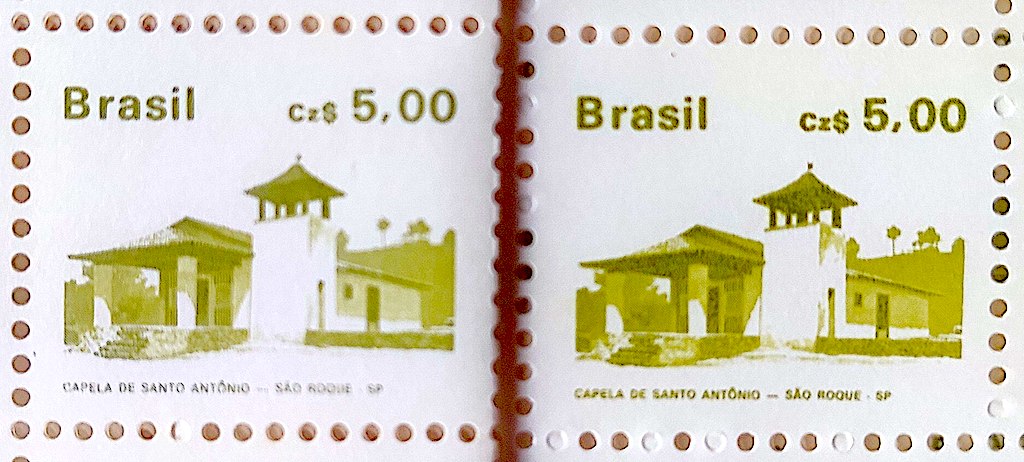 Brasil Cz$ 5,00
CAPELA DE SANTO ANTÔNIO — SÃO ROQUE - SP
Brasil Cz$ 5,00
CAPELA DE SANTO ANTÔNIO — SÃO ROQUE - SP